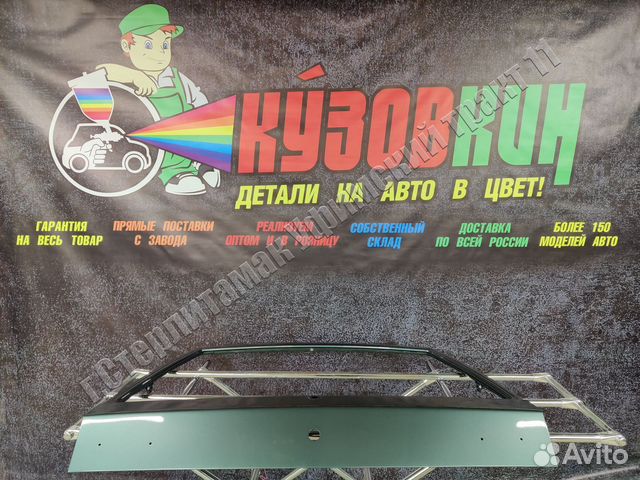 КУЗОВКИН
ДЕТАЛИ НА АВТО В ЦВЕТ!
ГАРАНТИЯ
НА ВЕСЬ ТОВАР
ПРЯМЫЕ ПОСТАВКИ
С ЗАВОДА
РЕАЛИЗУЕМ
ОПТОМ И В РОЗНИЦУ
СОБСТВЕННЫЙ
СКЛАД
ДОСТАВКА
ПО ВСЕЙ РОССИИ
БОЛЕЕ 150
МОДЕЛЕЙ АВТО
Avito